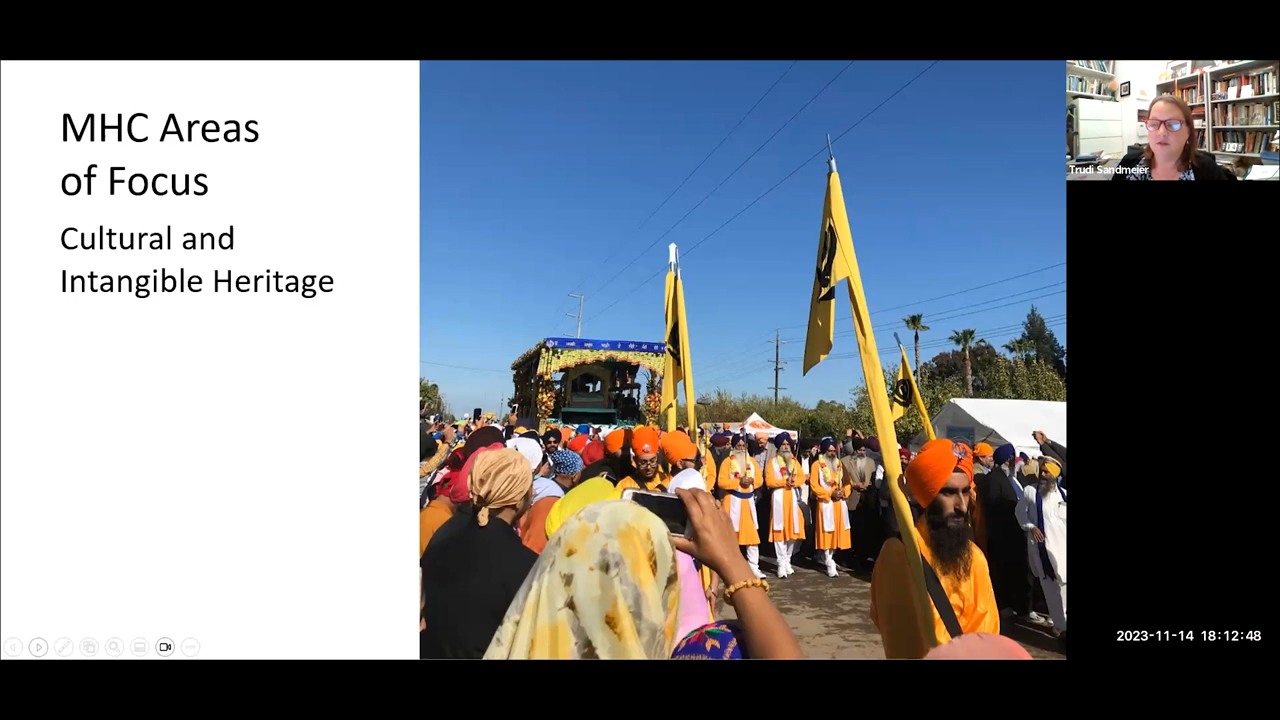 MHC Areas
of Focus
Cultural and
Intangible Heritage
Trudi Sandmeier
2023-11-14 18:12:48